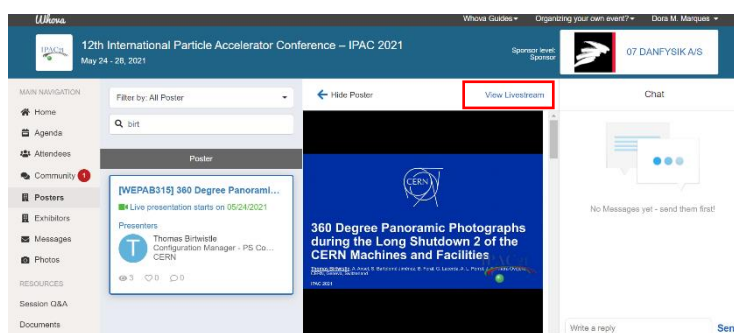 Whova
Whova Guides
Organizing your own event?
Dora M. Marques
IPAC21
12th International Particle Accelerator Conference – IPAC 2021
May 24 - 28, 2021
Sponsor level:
Sponsor
07 DANFYSIK A/S
MAIN NAVIGATION
Home
Agenda
Attendees
Community 1
Posters
Exhibitors
Messages
Photos
RESOURCES
Session Q&A
Documents
Filter by: All Poster
birt
Poster
[WEPAB315] 360 Degree Panorami...
Live presentation starts on 05/24/2021
Presenters
T
Thomas Birtwistle
Configuration Manager - PS Co...
CERN
3 0 0
Hide Poster
View Livestream
CERN
360 Degree Panoramic Photographs
during the Long Shutdown 2 of the
CERN Machines and Facilities
IPAC 2021
Chat
No Messages yet - send them first!
Write a reply
Sen